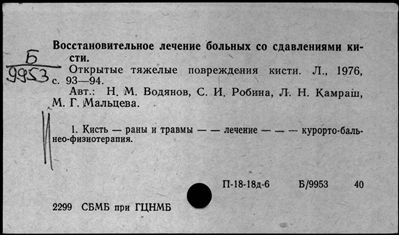 Б
9953
Восстановительное лечение больных со сдавлениями ки-
сти.
Открытые тяжелые повреждения кисти. Л., 1976,
с. 93—94.
Авт.: Н. М. Водянов, С. И. Робина, Л. Н. Камраш,
М. Г. Мальцева.
1. Кисть — раны и травмы — — лечение — — — курорто-баль-
нео-физиотерапия.
П-18-18д-6 Б/9953 40
2299 СБМБ при ГЦНМБ